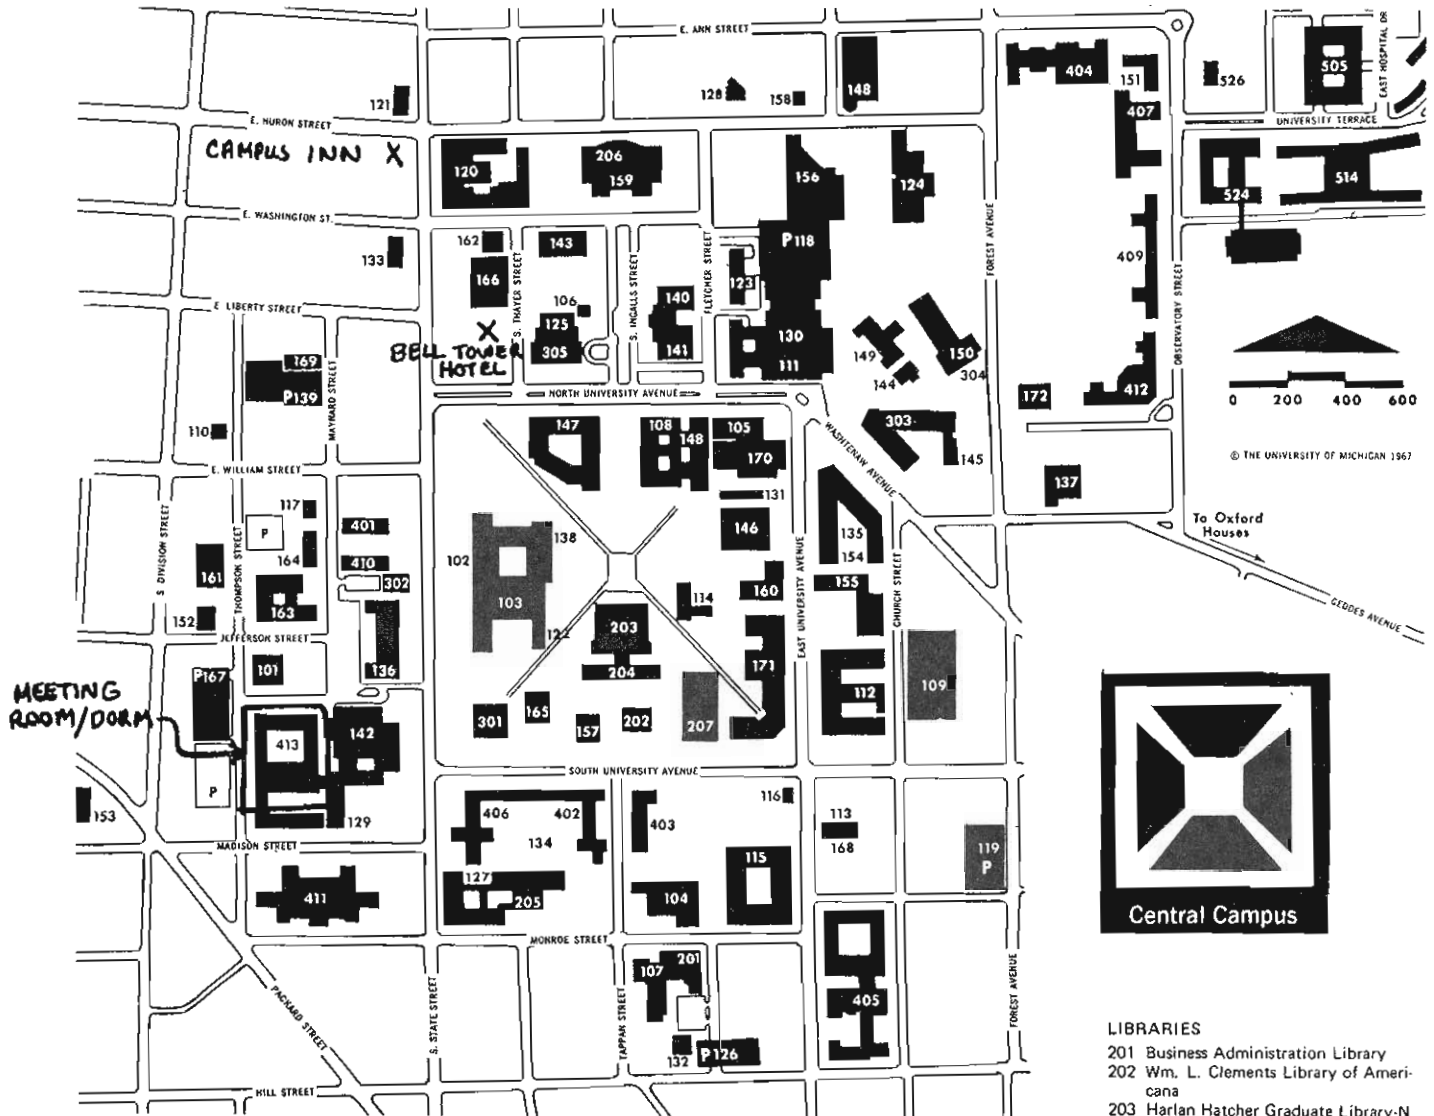 E. ANN STREET
404
151
526
505
EAST HOSPITAL DR
121
128
158
148
407
E. HURON STREET
UNIVERSITY TERRACE
CAMPUS INN X
120
206
159
156
124
524
514
E. WASHINGTON ST.
162
143
P118
133
166
S. THAYER STREET
S. INGALLS STREET
FLETCHER STREET
123
FOREST AVENUE
409
OBSERVATORY STREET
E. LIBERTY STREET
106
140
X
125
130
BELL TOWER
HOTEL
305
141
111
149
150
144
304
169
P139
MAYNARD STREET
NORTH UNIVERSITY AVENUE
172
412
0 200 400 600
110
147
108
148
105
170
WASHTENAW AVENUE
303
145
© THE UNIVERSITY OF MICHIGAN 1967
E. WILLIAM STREET
137
117
131
P
401
146
135
To Oxford
Houses
S. DIVISION STREET
THOMPSON STREET
164
410
102
138
154
161
302
155
163
103
114
160
EAST UNIVERSITY AVENUE
CHURCH STREET
GEDDES AVENUE
152
JEFFERSON STREET
122
203
P167
101
136
204
171
112
109
MEETING
ROOM/DORM
301
165
157
202
207
413
142
SOUTH UNIVERSITY AVENUE
P
153
129
406
402
403
116
113
134
168
119
P
MADISON STREET
127
115
411
205
104
Central Campus
MONROE STREET
PACKARD STREET
S. STATE STREET
TAPPAN STREET
107
201
405
FOREST AVENUE
132
P126
HILL STREET
LIBRARIES
201 Business Administration Library
202 Wm. L. Clements Library of Ameri-
cana
203 Harlan Hatcher Graduate Library-N